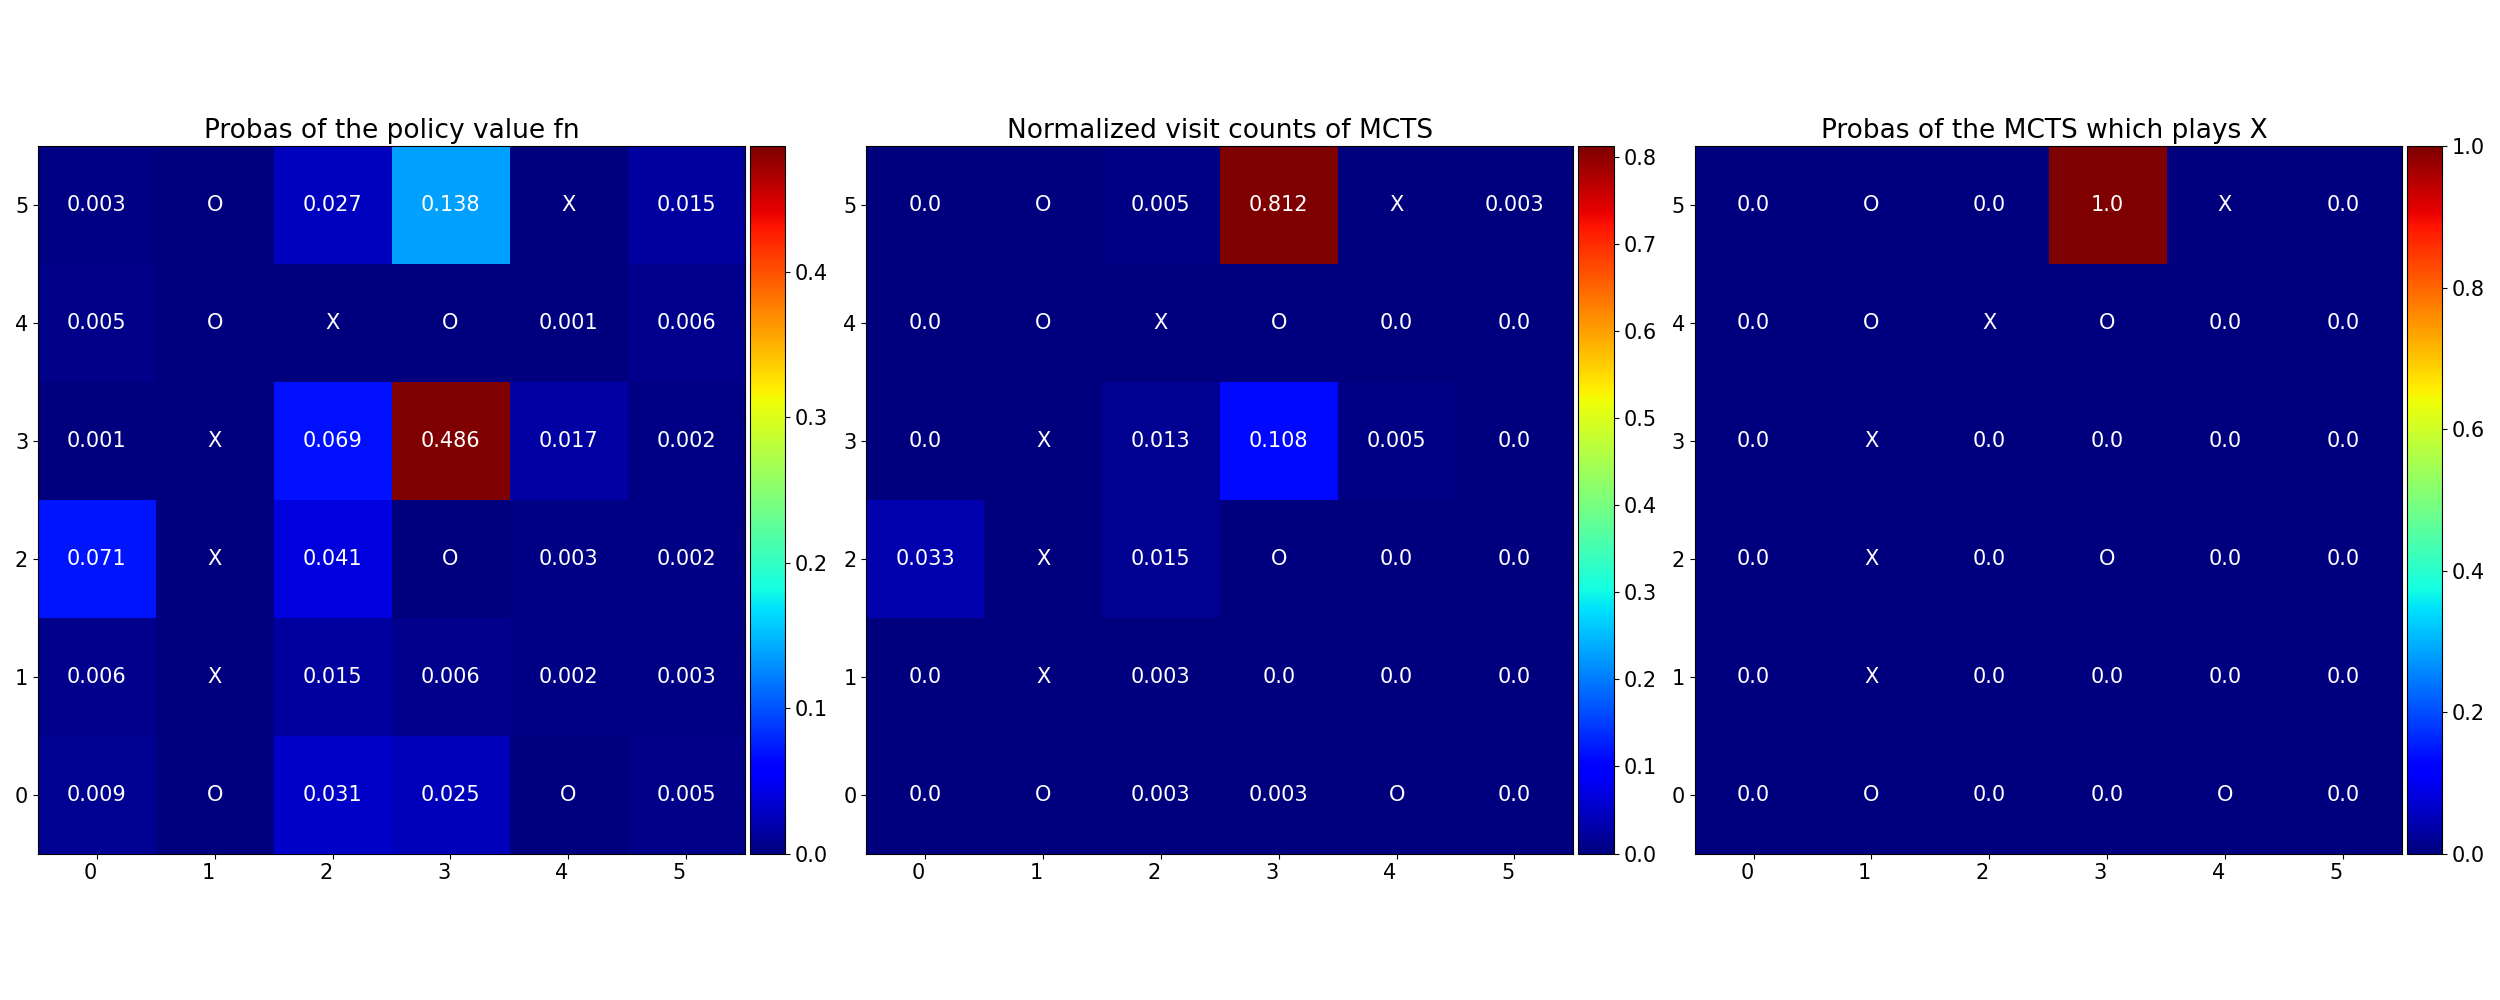 Probas of the policy value fn
5 0.003 O 0.027 0.138 X 0.015
4 0.005 O X O 0.001 0.006
3 0.001 X 0.069 0.486 0.017 0.002
2 0.071 X 0.041 O 0.003 0.002
1 0.006 X 0.015 0.006 0.002 0.003
0 0.009 O 0.031 0.025 O 0.005
0 1 2 3 4 5
0.4
0.3
0.2
0.1
0.0
Normalized visit counts of MCTS
5 0.0 O 0.005 0.812 X 0.003
4 0.0 O X O 0.0 0.0
3 0.0 X 0.013 0.108 0.005 0.0
2 0.033 X 0.015 O 0.0 0.0
1 0.0 X 0.003 0.0 0.0 0.0
0 0.0 O 0.003 0.003 O 0.0
0 1 2 3 4 5
0.8
0.7
0.6
0.5
0.4
0.3
0.2
0.1
0.0
Probas of the MCTS which plays X
5 0.0 O 0.0 1.0 X 0.0
4 0.0 O X O 0.0 0.0
3 0.0 X 0.0 0.0 0.0 0.0
2 0.0 X 0.0 O 0.0 0.0
1 0.0 X 0.0 0.0 0.0 0.0
0 0.0 O 0.0 0.0 O 0.0
0 1 2 3 4 5
1.0
0.8
0.6
0.4
0.2
0.0